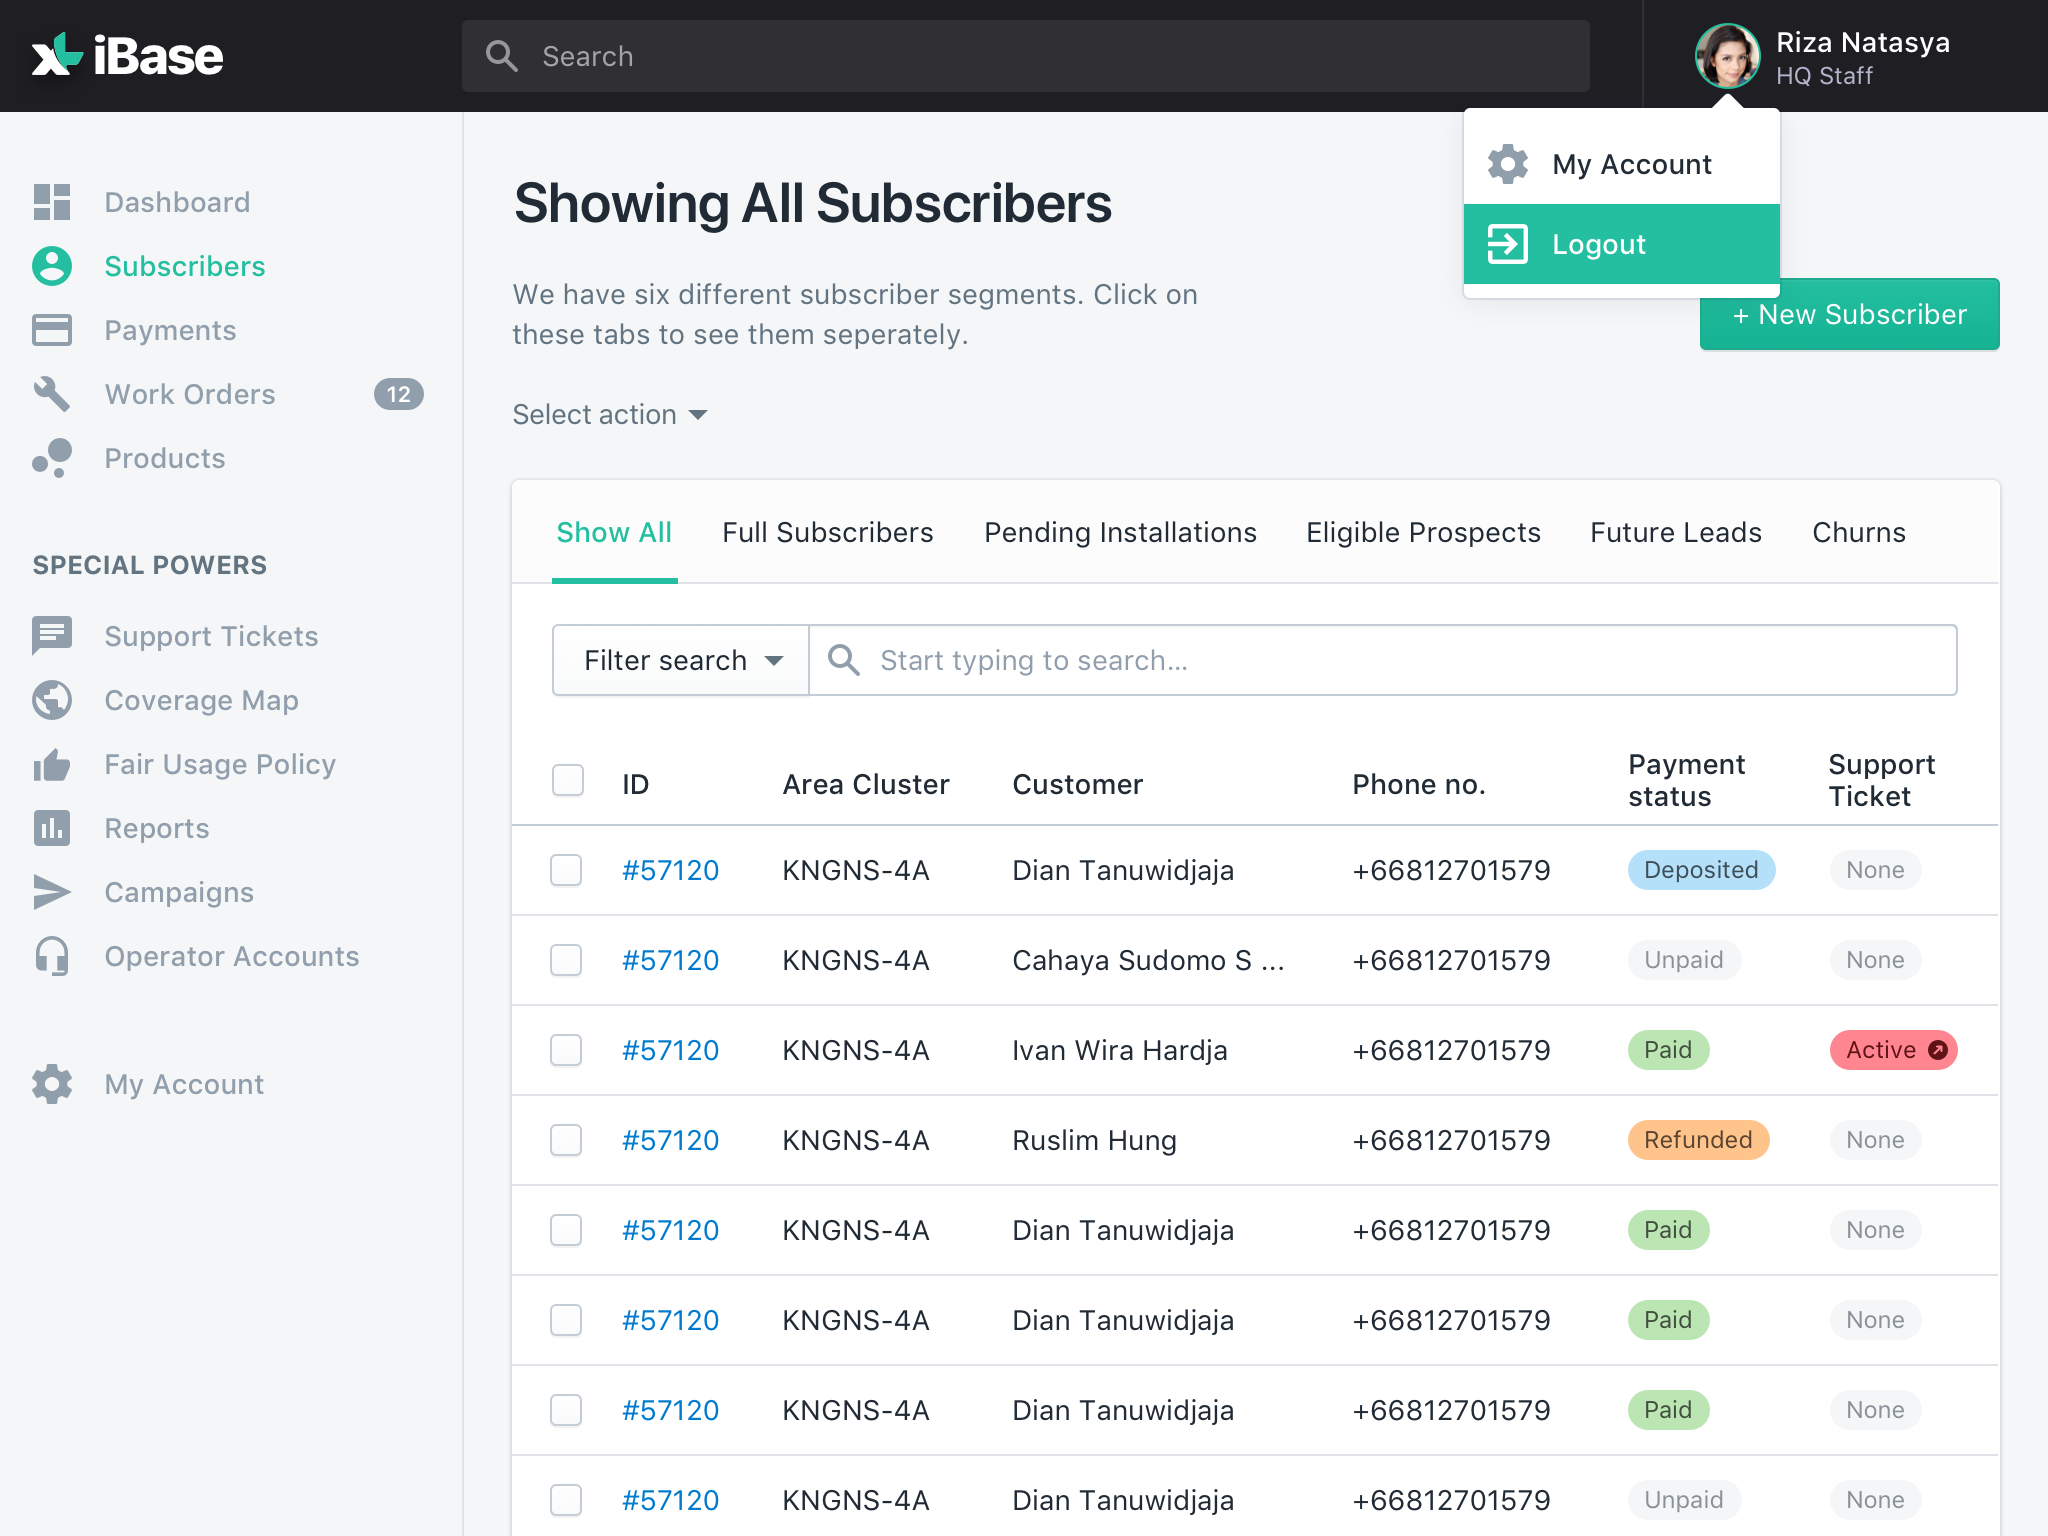 XL iBase
Search
Riza Natasya
HQ Staff
My Account
Logout
Dashboard
Subscribers
Payments
Work Orders 12
Products
SPECIAL POWERS
Support Tickets
Coverage Map
Fair Usage Policy
Reports
Campaigns
Operator Accounts
My Account
Showing All Subscribers
We have six different subscriber segments. Click on
these tabs to see them seperately.
+ New Subscriber
Select action
Show All Full Subscribers Pending Installations Eligible Prospects Future Leads Churns
Filter search Start typing to search...
ID Area Cluster Customer Phone no. Payment status Support Ticket
#57120 KNGNS-4A Dian Tanuwidjaja +66812701579 Deposited None
#57120 KNGNS-4A Cahaya Sudomo S ... +66812701579 Unpaid None
#57120 KNGNS-4A Ivan Wira Hardja +66812701579 Paid Active
#57120 KNGNS-4A Ruslim Hung +66812701579 Refunded None
#57120 KNGNS-4A Dian Tanuwidjaja +66812701579 Paid None
#57120 KNGNS-4A Dian Tanuwidjaja +66812701579 Paid None
#57120 KNGNS-4A Dian Tanuwidjaja +66812701579 Paid None
#57120 KNGNS-4A Dian Tanuwidjaja +66812701579 Unpaid None